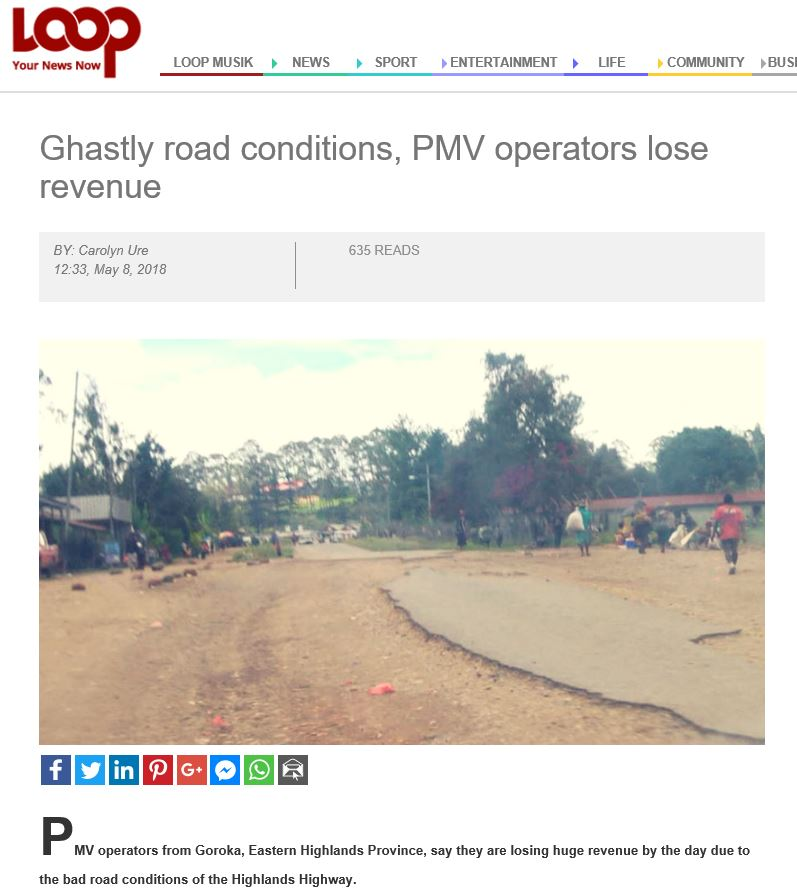 LOOP
Your News Now
LOOP MUSIK NEWS SPORT ENTERTAINMENT LIFE COMMUNITY BUSI
Ghastly road conditions, PMV operators lose
revenue
BY: Carolyn Ure 635 READS
12:33, May 8, 2018
PMV operators from Goroka, Eastern Highlands Province, say they are losing huge revenue by the day due to
the bad road conditions of the Highlands Highway.